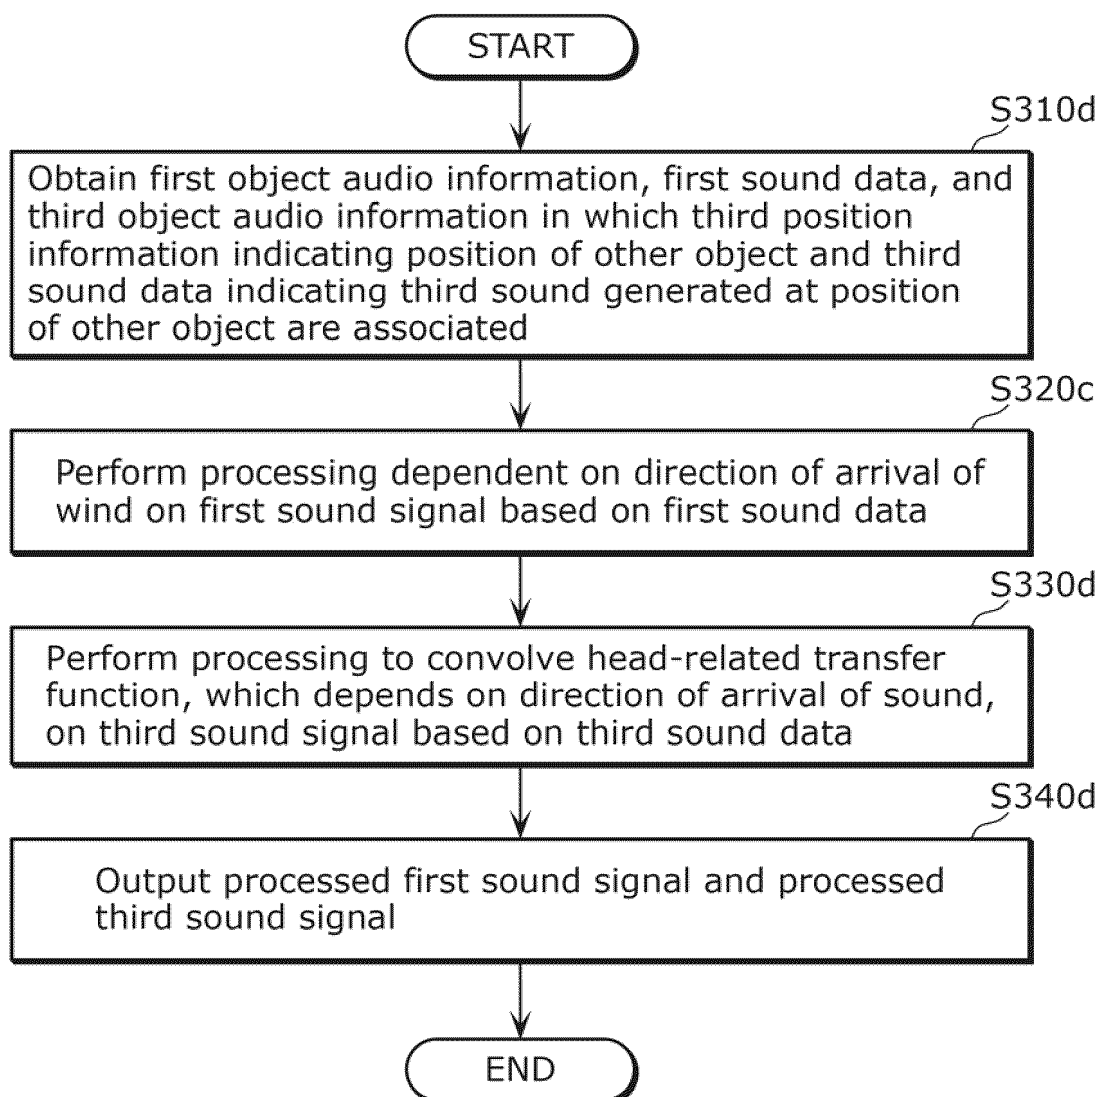 START
S310d
Obtain first object audio information, first sound data, and
third object audio information in which third position
information indicating position of other object and third
sound data indicating third sound generated at position
of other object are associated
S320c
Perform processing dependent on direction of arrival of
wind on first sound signal based on first sound data
S330d
Perform processing to convolve head-related transfer
function, which depends on direction of arrival of sound,
on third sound signal based on third sound data
S340d
Output processed first sound signal and processed
third sound signal
END